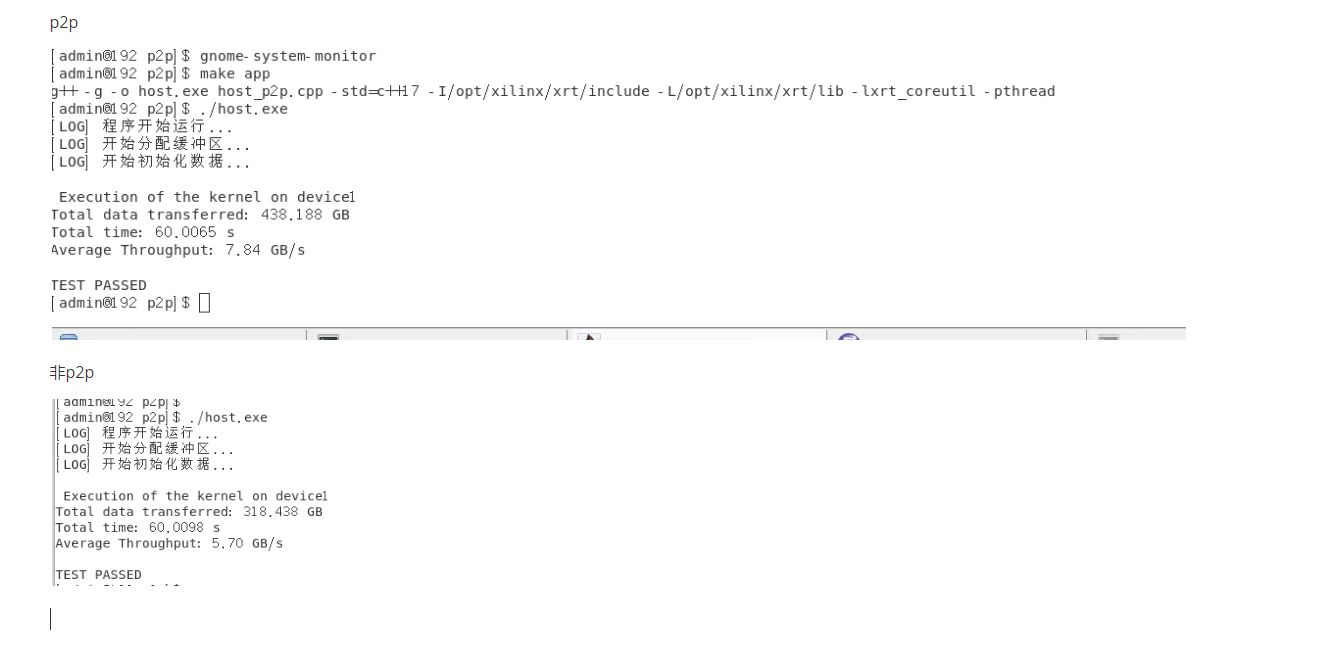 p2p
[admin@192 p2p]$ gnome-system-monitor
[admin@192 p2p]$ make app
g++ -g -o host.exe host_p2p.cpp -std=c++17 -I/opt/xilinx/xrt/include -L/opt/xilinx/xrt/lib -lxrt_coreutil -pthread
[admin@192 p2p]$ ./host.exe
[LOG] 程序开始运行...
[LOG] 开始分配缓冲区...
[LOG] 开始初始化数据...
Execution of the kernel on device1
Total data transferred: 438.188 GB
Total time: 60.0065 s
Average Throughput: 7.84 GB/s
TEST PASSED
[admin@192 p2p]$
非p2p
[admin@192 p2p]$
[admin@192 p2p]$ ./host.exe
[LOG] 程序开始运行...
[LOG] 开始分配缓冲区...
[LOG] 开始初始化数据...
Execution of the kernel on device1
Total data transferred: 318.438 GB
Total time: 60.0098 s
Average Throughput: 5.70 GB/s
TEST PASSED